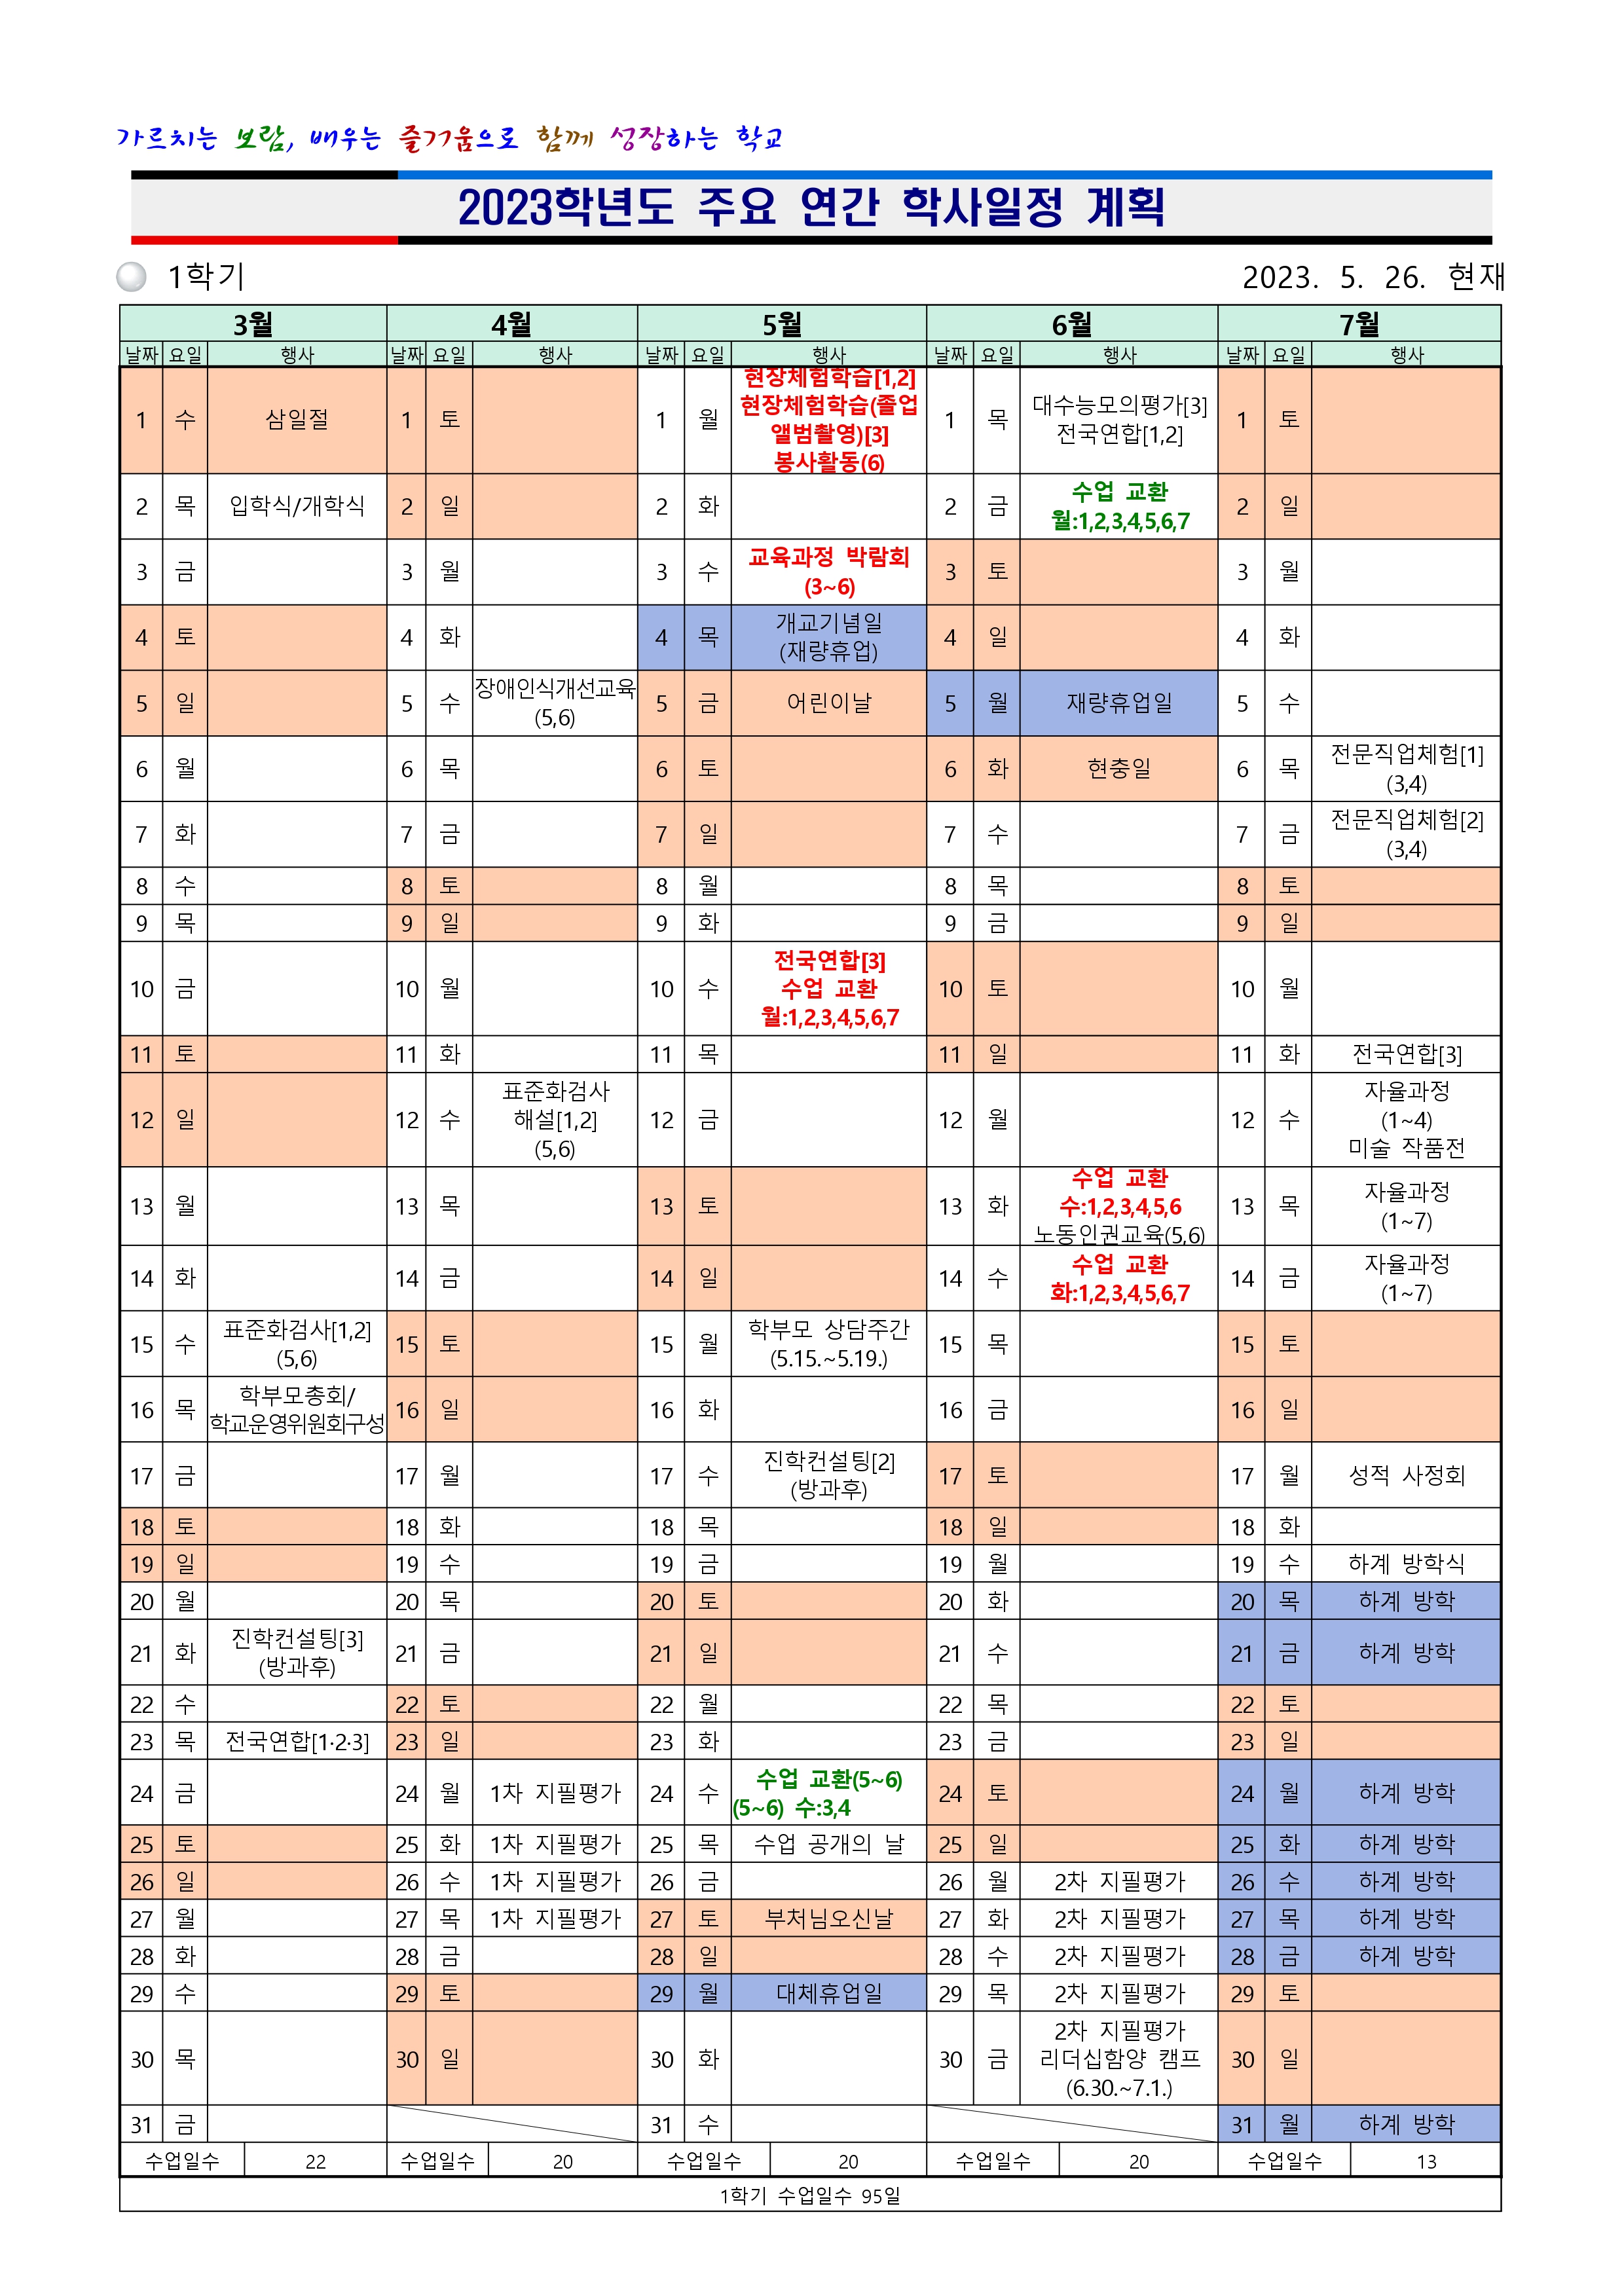 가르치는 보람, 배우는 즐거움으로 함께 성장하는 학교
2023학년도 주요 연간 학사일정 계획
1학기 2023. 5. 26. 현재
3월 4월 5월 6월 7월
날짜 요일 행사 날짜 요일 행사 날짜 요일 행사 날짜 요일 행사 날짜 요일 행사
1 수 삼일절 1 토 1 월 현장체험학습[1,2] 현장체험학습(졸업 앨범촬영)[3] 봉사활동(6) 1 목 대수능모의평가[3] 전국연합[1,2] 1 토
2 목 입학식/개학식 2 일 2 화 2 금 수업 교환 월:1,2,3,4,5,6,7 2 일
3 금 3 월 3 수 교육과정 박람회 (3~6) 3 토 3 월
4 토 4 화 4 목 개교기념일 (재량휴업) 4 일 4 화
5 일 5 수 장애인식개선교육 (5,6) 5 금 어린이날 5 월 재량휴업일 5 수
6 월 6 목 6 토 6 화 현충일 6 목 전문직업체험[1] (3,4)
7 화 7 금 7 일 7 수 7 금 전문직업체험[2] (3,4)
8 수 8 토 8 월 8 목 8 토
9 목 9 일 9 화 9 금 9 일
10 금 10 월 10 수 전국연합[3] 수업 교환 월:1,2,3,4,5,6,7 10 토 10 월
11 토 11 화 11 목 11 일 11 화 전국연합[3]
12 일 12 수 표준화검사 해설[1,2] (5,6) 12 금 12 월 12 수 자율과정 (1~4) 미술 작품전
13 월 13 목 13 토 13 화 수업 교환 수:1,2,3,4,5,6 노동인권교육(5,6) 13 목 자율과정 (1~7)
14 화 14 금 14 일 14 수 수업 교환 화:1,2,3,4,5,6,7 14 금 자율과정 (1~7)
15 수 표준화검사[1,2] (5,6) 15 토 15 월 학부모 상담주간 (5.15.~5.19.) 15 목 15 토
16 목 학부모총회/ 학교운영위원회구성 16 일 16 화 16 금 16 일
17 금 17 월 17 수 진학컨설팅[2] (방과후) 17 토 17 월 성적 사정회
18 토 18 화 18 목 18 일 18 화
19 일 19 수 19 금 19 월 19 수 하계 방학식
20 월 20 목 20 토 20 화 20 목 하계 방학
21 화 진학컨설팅[3] (방과후) 21 금 21 일 21 수 21 금 하계 방학
22 수 22 토 22 월 22 목 22 토
23 목 전국연합[1·2·3] 23 일 23 화 23 금 23 일
24 금 24 월 1차 지필평가 24 수 수업 교환(5~6) (5~6) 수:3,4 24 토 24 월 하계 방학
25 토 25 화 1차 지필평가 25 목 수업 공개의 날 25 일 25 화 하계 방학
26 일 26 수 1차 지필평가 26 금 26 월 2차 지필평가 26 수 하계 방학
27 월 27 목 1차 지필평가 27 토 부처님오신날 27 화 2차 지필평가 27 목 하계 방학
28 화 28 금 28 일 28 수 2차 지필평가 28 금 하계 방학
29 수 29 토 29 월 대체휴업일 29 목 2차 지필평가 29 토
30 목 30 일 30 화 30 금 2차 지필평가 리더십함양 캠프 (6.30.~7.1.) 30 일
31 금 31 수 31 월 하계 방학
수업일수 22 수업일수 20 수업일수 20 수업일수 20 수업일수 13
1학기 수업일수 95일